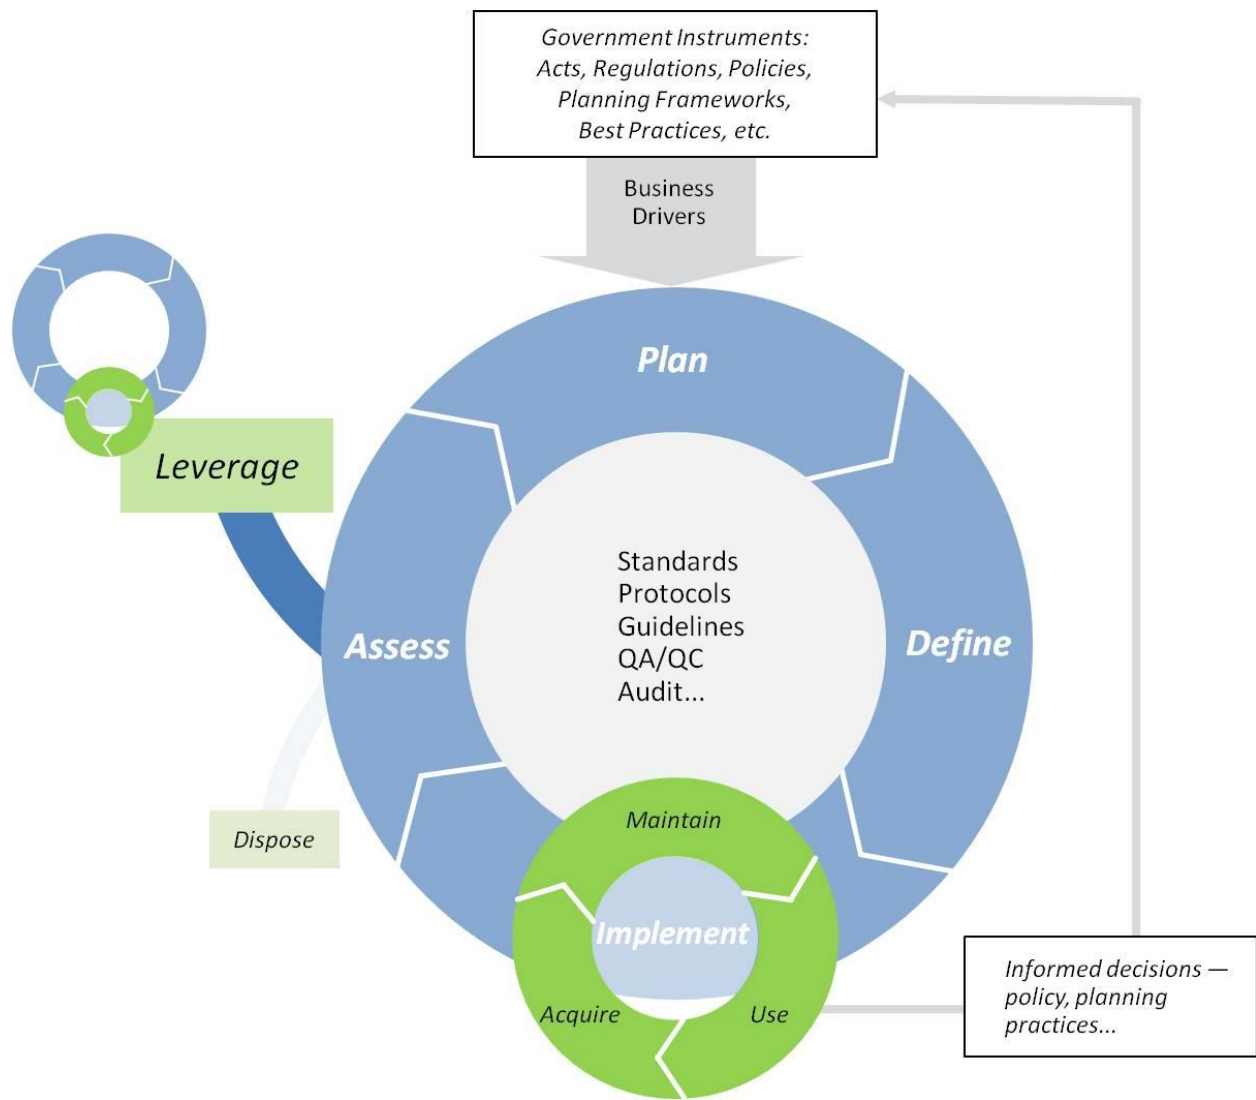 Government Instruments:
Acts, Regulations, Policies,
Planning Frameworks,
Best Practices, etc.
Business
Drivers
Plan
Leverage
Standards
Protocols
Guidelines
QA/QC
Audit...
Assess
Define
Maintain
Dispose
Implement
Acquire
Use
Informed decisions —
policy, planning
practices...